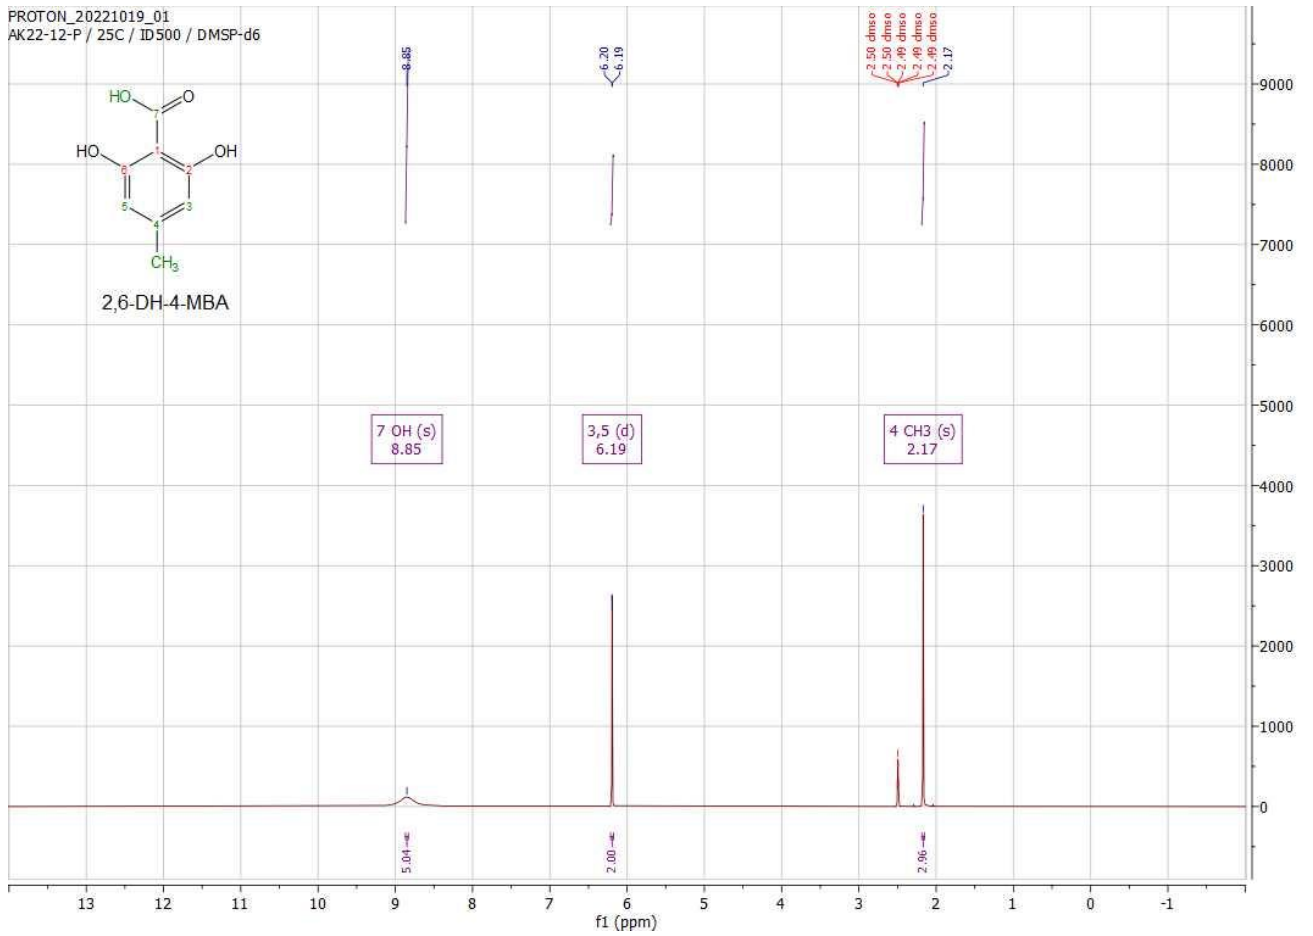 PROTON_20221019_01
AK22-12-P / 25C / ID500 / DMSP-d6
8.85
6.20
6.19
2.50 dmso
2.50 dmso
2.49 dmso
2.49 dmso
2.49 dmso
2.17
HO
O
7
HO
1
OH
6
2
5
3
4
CH3
2,6-DH-4-MBA
7 OH (s)
8.85
3,5 (d)
6.19
4 CH3 (s)
2.17
9000
8000
7000
6000
5000
4000
3000
2000
1000
0
5.04
2.00
2.96
13 12 11 10 9 8 7 6 5 4 3 2 1 0 -1
f1 (ppm)